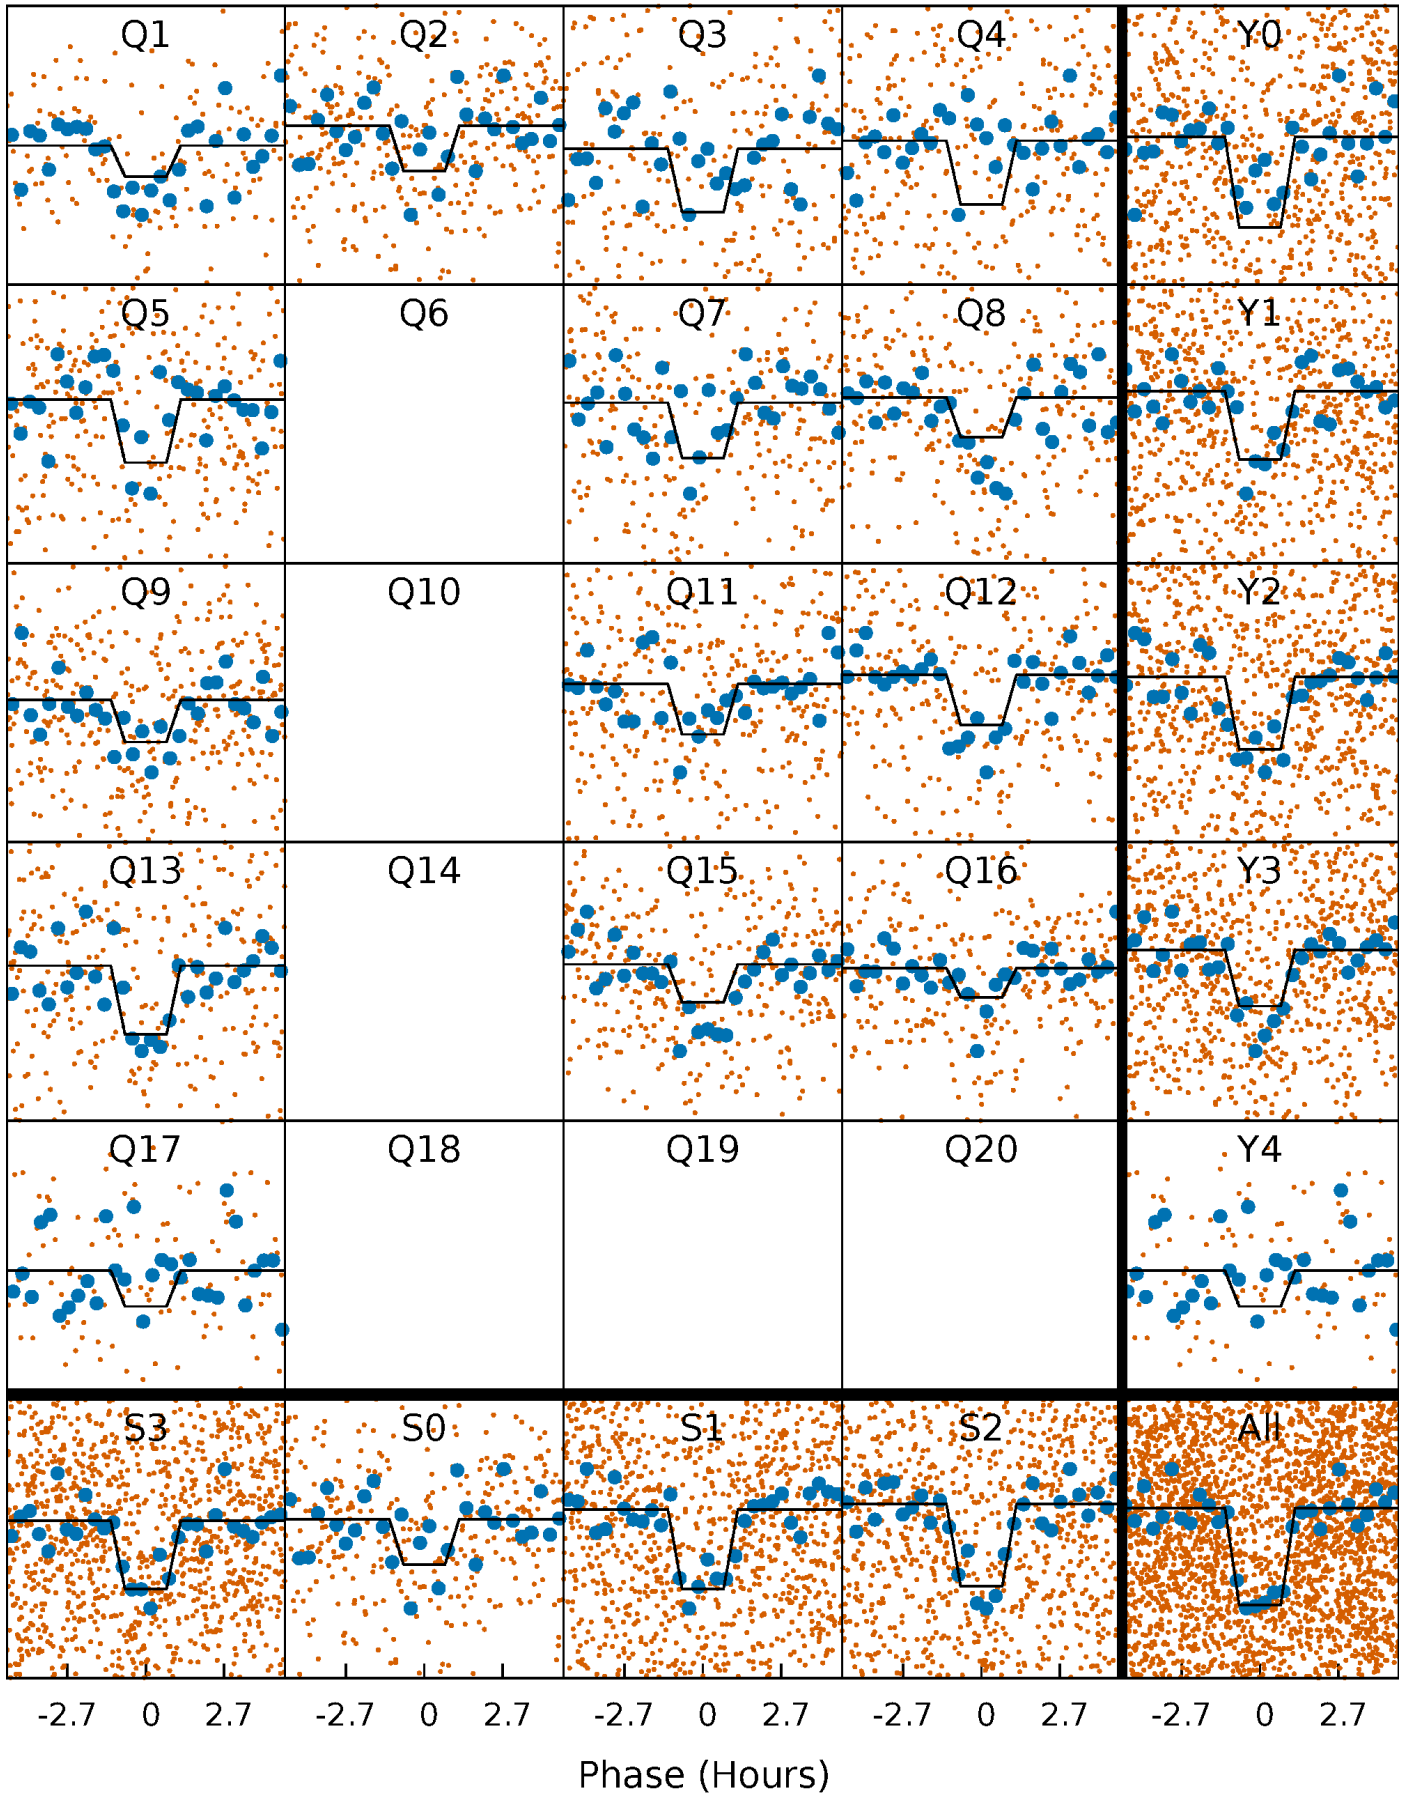 Q1 Q2 Q3 Q4 Y0
Q5 Q6 Q7 Q8 Y1
Q9 Q10 Q11 Q12 Y2
Q13 Q14 Q15 Q16 Y3
Q17 Q18 Q19 Q20 Y4
S3 S0 S1 S2 All
-2.7 0 2.7 -2.7 0 2.7 -2.7 0 2.7 -2.7 0 2.7 -2.7 0 2.7
Phase (Hours)